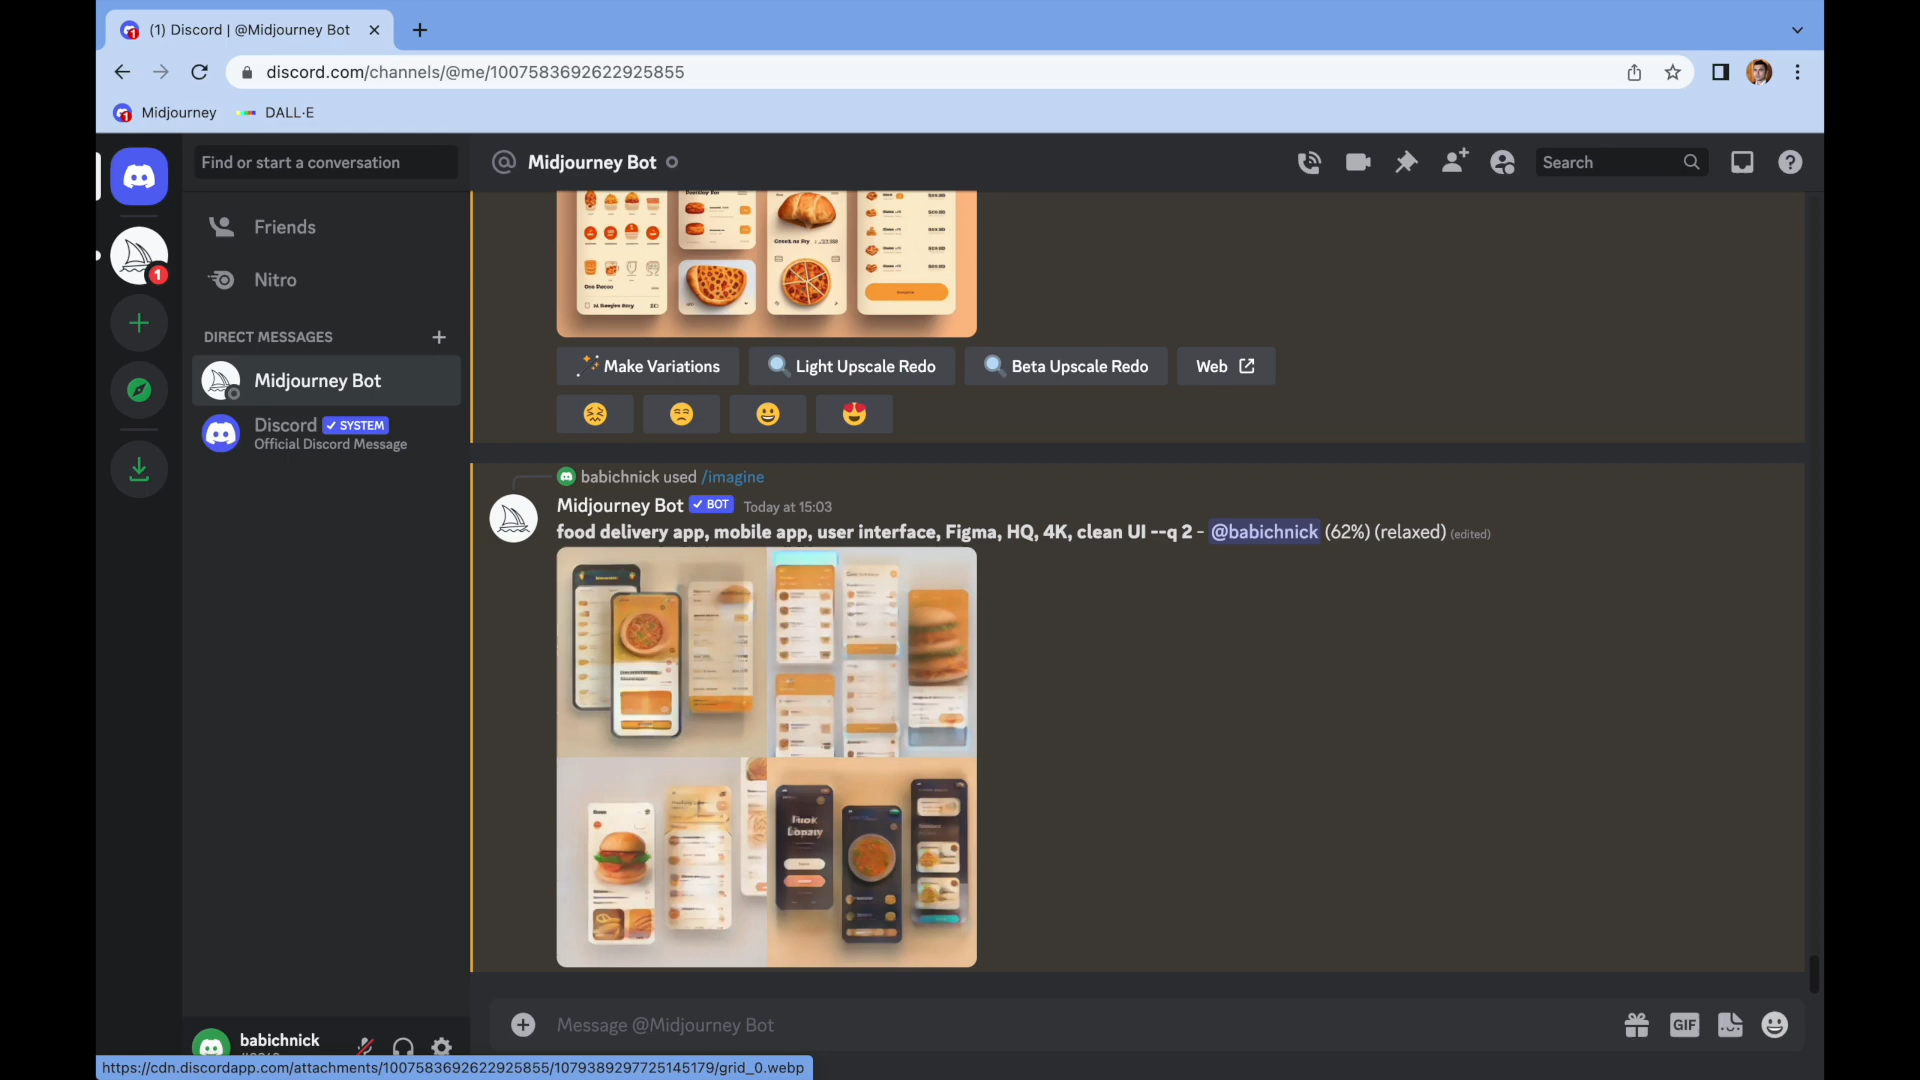 (1) Discord | @Midjourney Bot
discord.com/channels/@me/1007583692622925855
Midjourney
DALL·E
Find or start a conversation
Midjourney Bot
Search
Friends
1
Nitro
DIRECT MESSAGES
Midjourney Bot
Discord SYSTEM
Official Discord Message
Make Variations
Light Upscale Redo
Beta Upscale Redo
Web
babichnick used /imagine
Midjourney Bot BOT Today at 15:03
food delivery app, mobile app, user interface, Figma, HQ, 4K, clean UI --q 2 - @babichnick (62%) (relaxed) (edited)
Message @Midjourney Bot
GIF
babichnick
https://cdn.discordapp.com/attachments/1007583692622925855/1079389297725145179/grid_0.webp